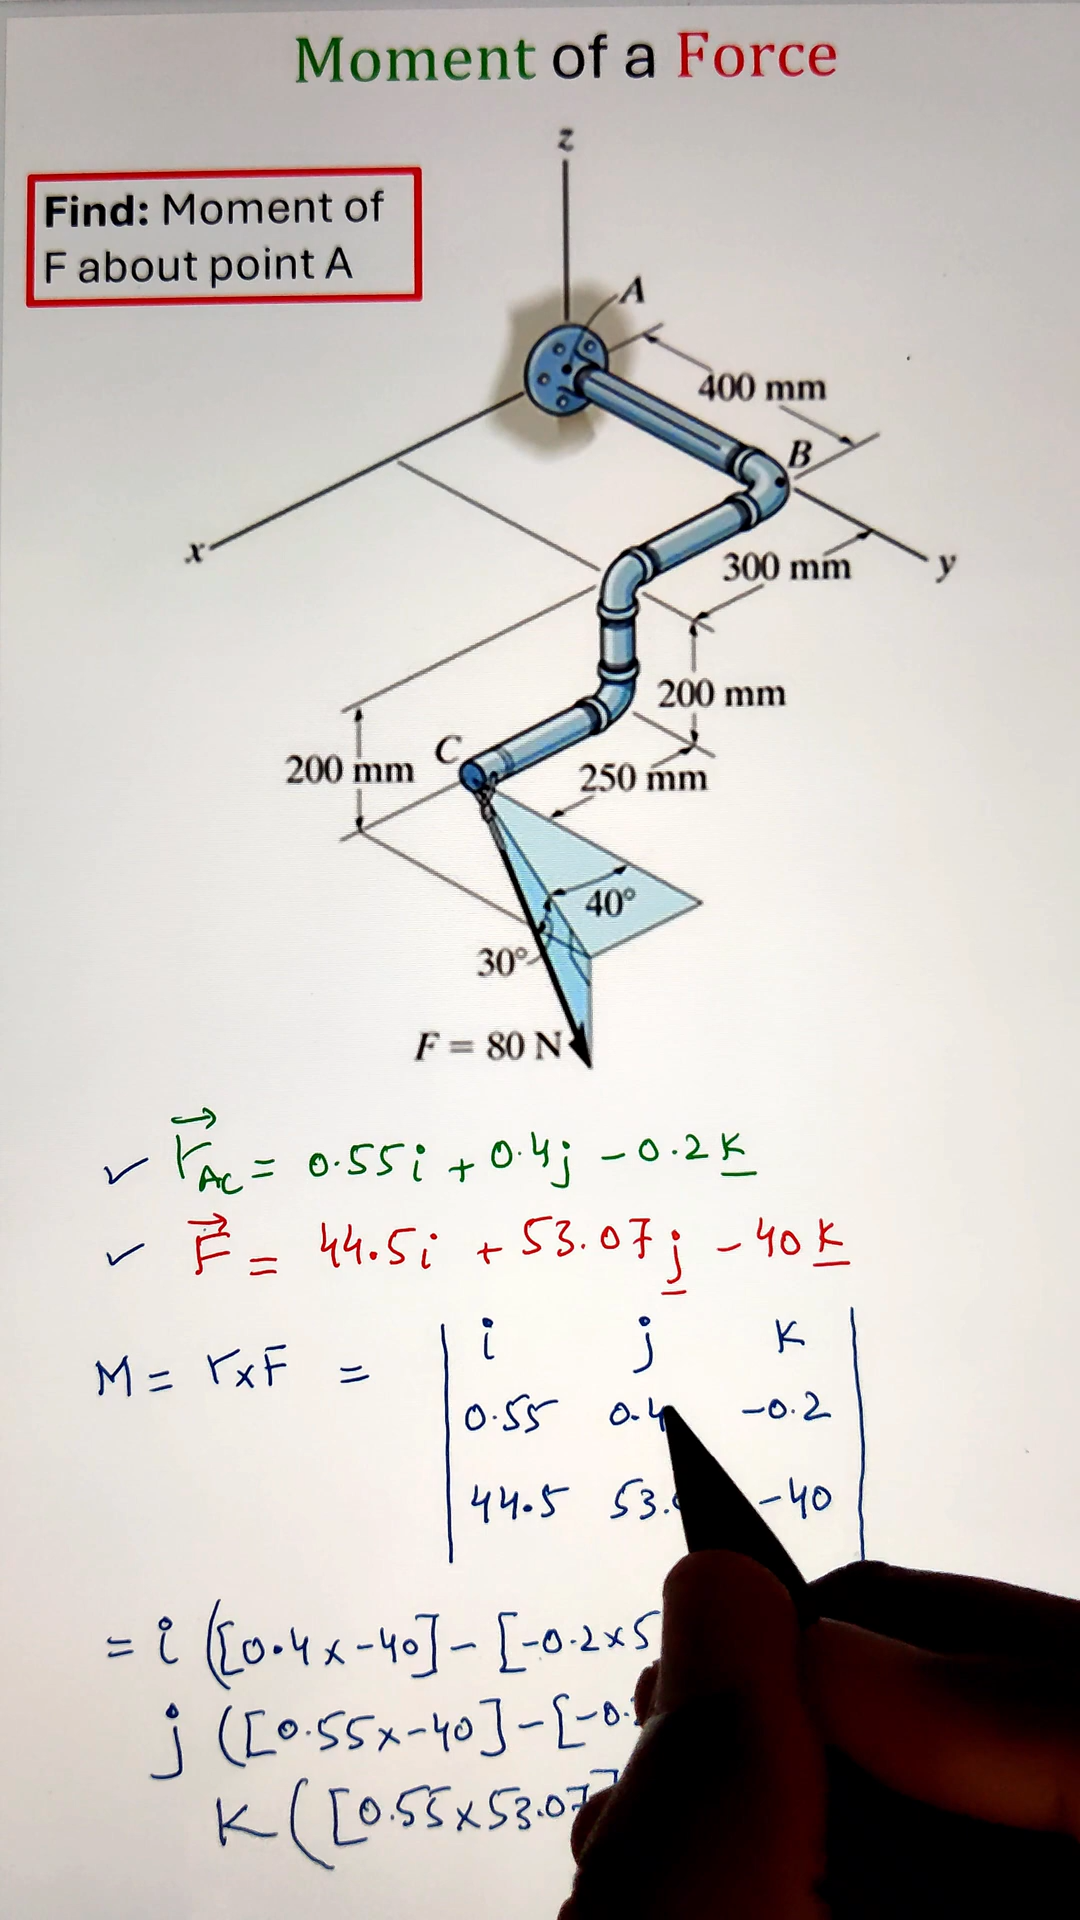 Moment of a Force
z
Find: Moment of
F about point A
A
400 mm
B
x
300 mm
y
200 mm
C
200 mm
250 mm
40°
30°
F = 80 N
✓ r⃗AC = 0.55i + 0.4j - 0.2k
✓ F⃗ = 44.5i + 53.07j - 40k
i j k
M = r×F =
0.55 0.4 -0.2
44.5 53. -40
= i ([0.4×-40] - [-0.2×5
j ([0.55×-40] - [-0.
k ([0.55×53.07]